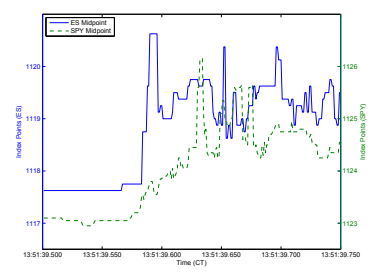 ES Midpoint
SPY Midpoint
1120
1119
1118
1117
Index Points (ES)
1126
1125
1124
1123
Index Points (SPY)
13:51:39.500 13:51:39.550 13:51:39.600 13:51:39.650 13:51:39.700 13:51:39.750
Time (CT)